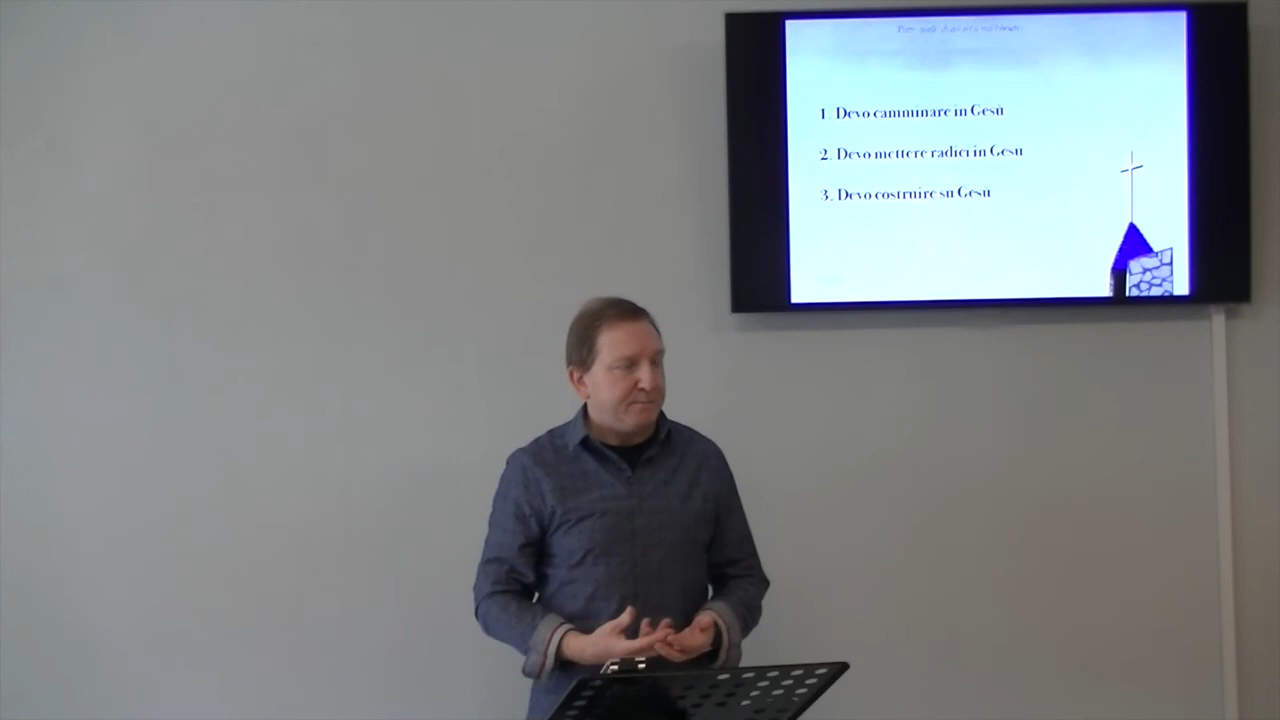 1. Devo camminare in Gesù
2. Devo mettere radici in Gesù
3. Devo costruire su Gesù